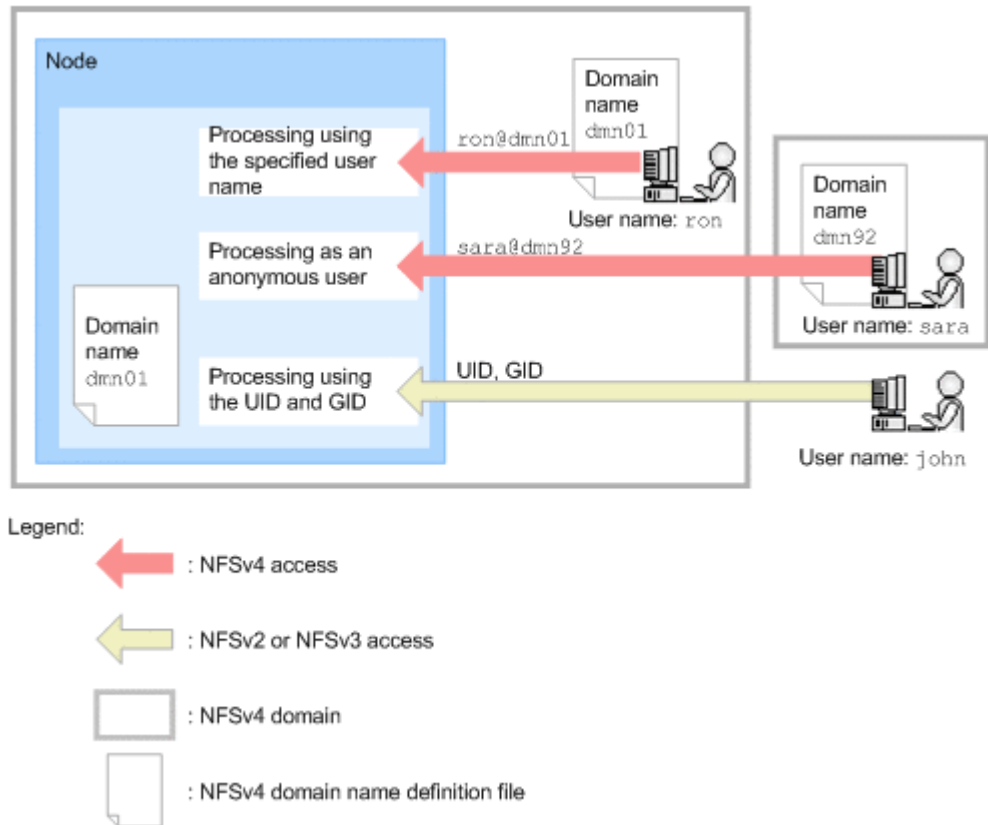 Node
Domain
name
dmn01
Processing using
the specified user
name
ron@dmn01
User name: ron
Domain
name
dmn92
Processing as an
anonymous user
sara@dmn92
User name: sara
Domain
name
dmn01
Processing using
the UID and GID
UID, GID
User name: john
Legend:
: NFSv4 access
: NFSv2 or NFSv3 access
: NFSv4 domain
: NFSv4 domain name definition file